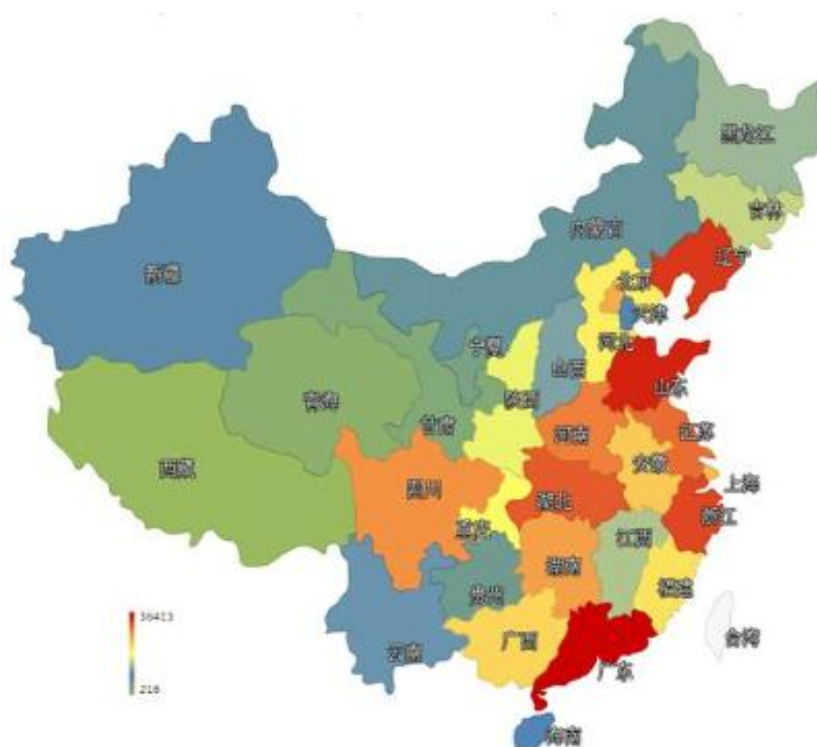 黑龙江
吉林
辽宁
内蒙古
新疆
北京
天津
河北
宁夏
山西
山东
青海
陕西
甘肃
河南
江苏
西藏
安徽
四川
上海
湖北
浙江
重庆
江西
湖南
福建
贵州
36413
216
云南
广西
台湾
广东
海南